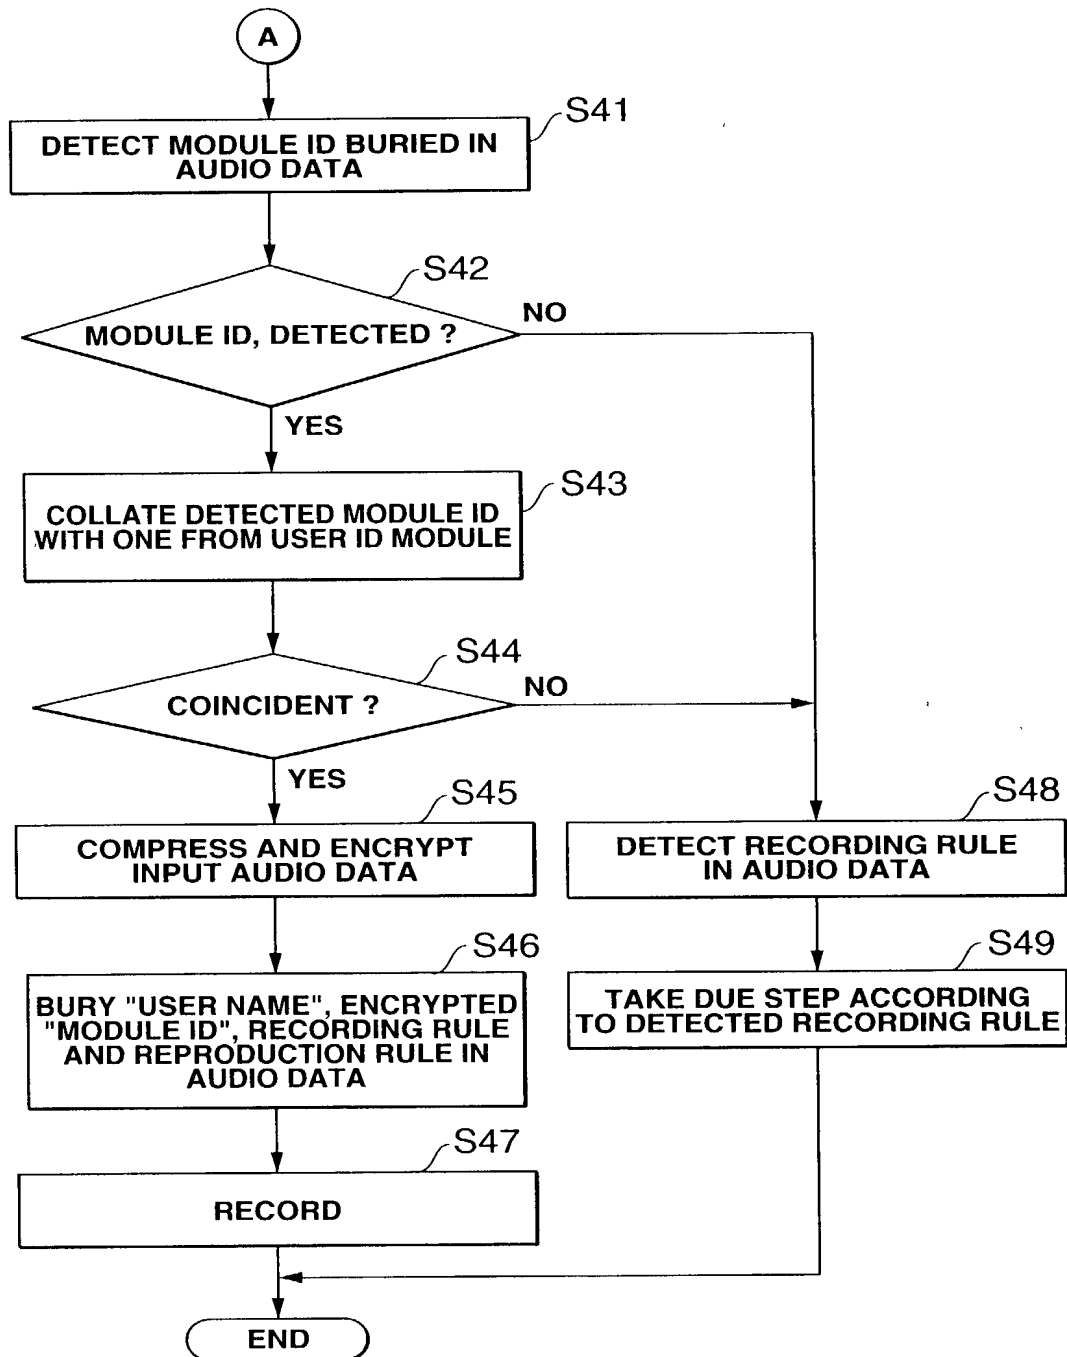 A
S41
DETECT MODULE ID BURIED IN
AUDIO DATA
S42
MODULE ID, DETECTED ?
NO
YES
S43
COLLATE DETECTED MODULE ID
WITH ONE FROM USER ID MODULE
S44
COINCIDENT ?
NO
YES
S45
COMPRESS AND ENCRYPT
INPUT AUDIO DATA
S48
DETECT RECORDING RULE
IN AUDIO DATA
S46
BURY "USER NAME", ENCRYPTED
"MODULE ID", RECORDING RULE
AND REPRODUCTION RULE IN
AUDIO DATA
S49
TAKE DUE STEP ACCORDING
TO DETECTED RECORDING RULE
S47
RECORD
END